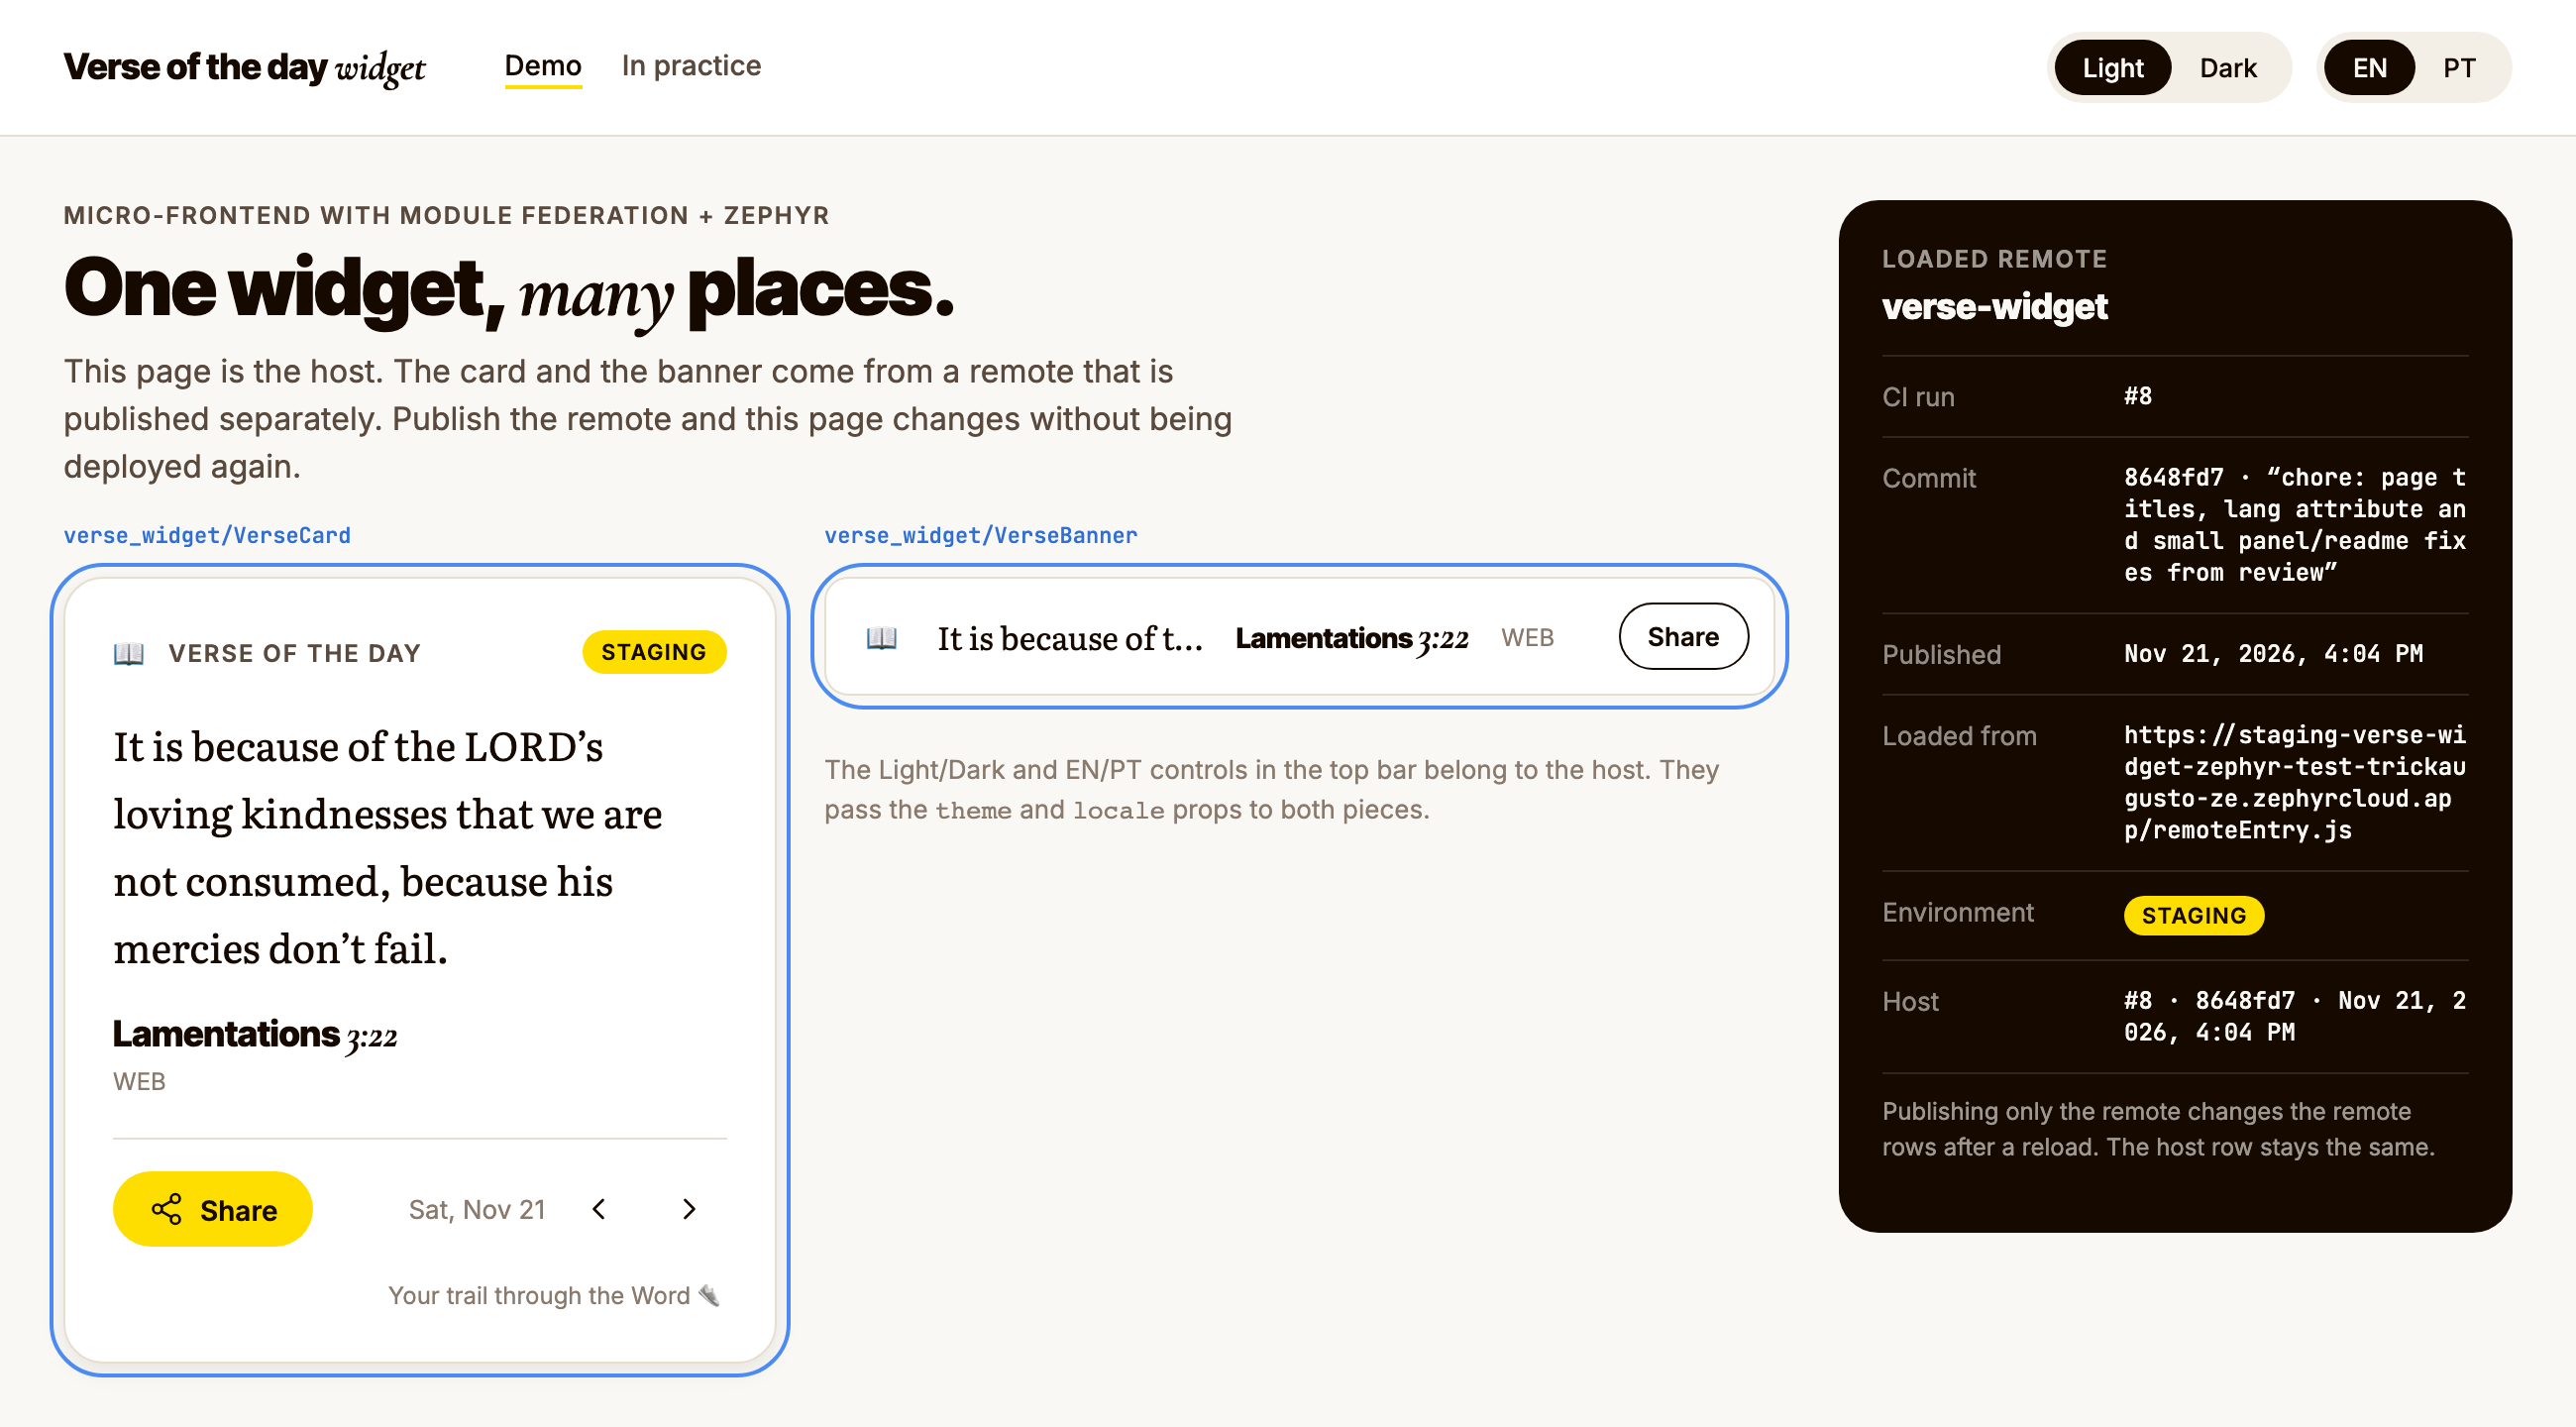 Verse of the day widget
Demo
In practice
Light
Dark
EN
PT
MICRO-FRONTEND WITH MODULE FEDERATION + ZEPHYR
One widget, many places.
This page is the host. The card and the banner come from a remote that is
published separately. Publish the remote and this page changes without being
deployed again.
verse_widget/VerseCard
VERSE OF THE DAY
STAGING
It is because of the LORD’s
loving kindnesses that we are
not consumed, because his
mercies don’t fail.
Lamentations 3:22
WEB
Share
Sat, Nov 21
Your trail through the Word
verse_widget/VerseBanner
It is because of t…
Lamentations 3:22
WEB
Share
The Light/Dark and EN/PT controls in the top bar belong to the host. They
pass the theme and locale props to both pieces.
LOADED REMOTE
verse-widget
CI run
#8
Commit
8648fd7 · “chore: page t
itles, lang attribute an
d small panel/readme fix
es from review”
Published
Nov 21, 2026, 4:04 PM
Loaded from
https://staging-verse-wi
dget-zephyr-test-trickau
gusto-ze.zephyrcloud.ap
p/remoteEntry.js
Environment
STAGING
Host
#8 · 8648fd7 · Nov 21, 2
026, 4:04 PM
Publishing only the remote changes the remote
rows after a reload. The host row stays the same.